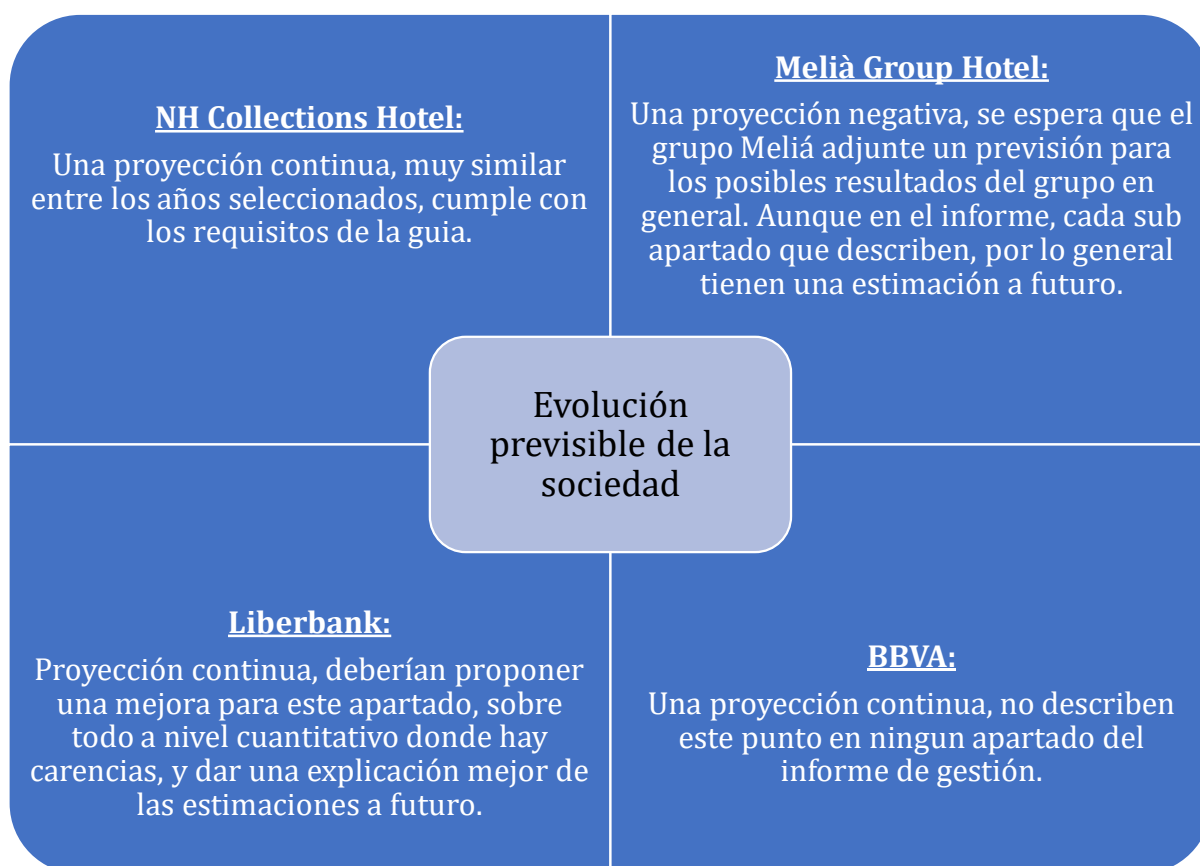 NH Collections Hotel:
Una proyección continua, muy similar
entre los años seleccionados, cumple con
los requisitos de la guia.
Melià Group Hotel:
Una proyección negativa, se espera que el
grupo Meliá adjunte un previsión para
los posibles resultados del grupo en
general. Aunque en el informe, cada sub
apartado que describen, por lo general
tienen una estimación a futuro.
Evolución
previsible de la
sociedad
Liberbank:
Proyección continua, deberían proponer
una mejora para este apartado, sobre
todo a nivel cuantitativo donde hay
carencias, y dar una explicación mejor de
las estimaciones a futuro.
BBVA:
Una proyección continua, no describen
este punto en ningun apartado del
informe de gestión.